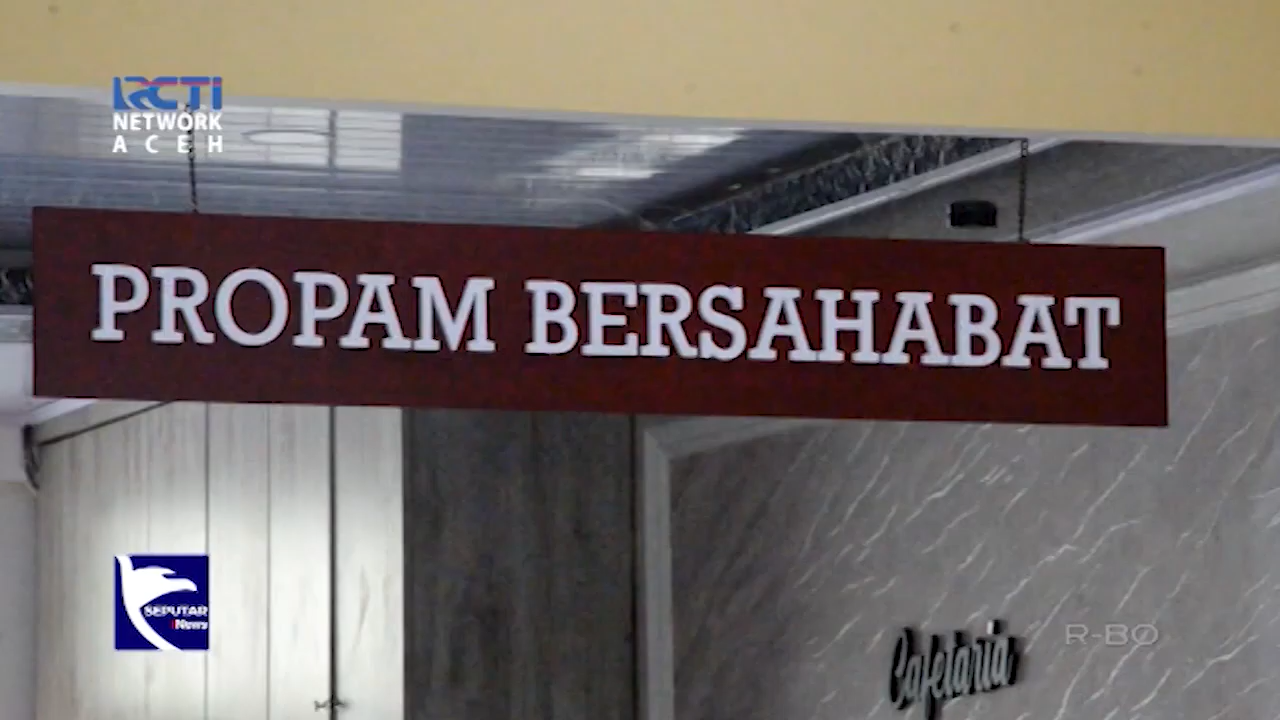 RCTI
NETWORK
ACEH
PROPAM BERSAHABAT
SEPUTAR
iNews
Cafetaria
R-BO